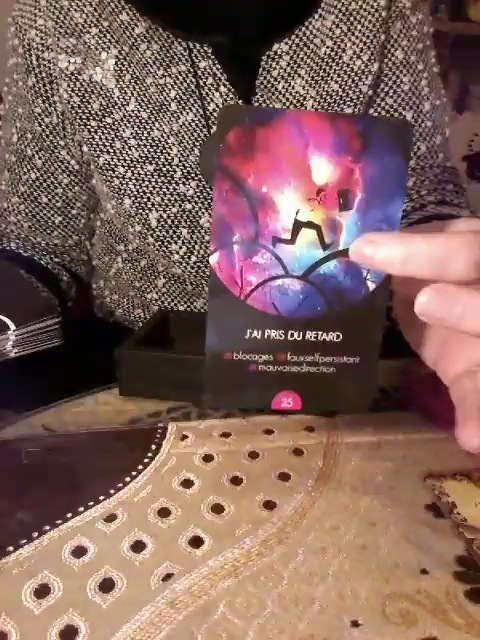 J'AI PRIS DU RETARD
#blocages #fauxselfpersistant
#mauvaisedirection
25